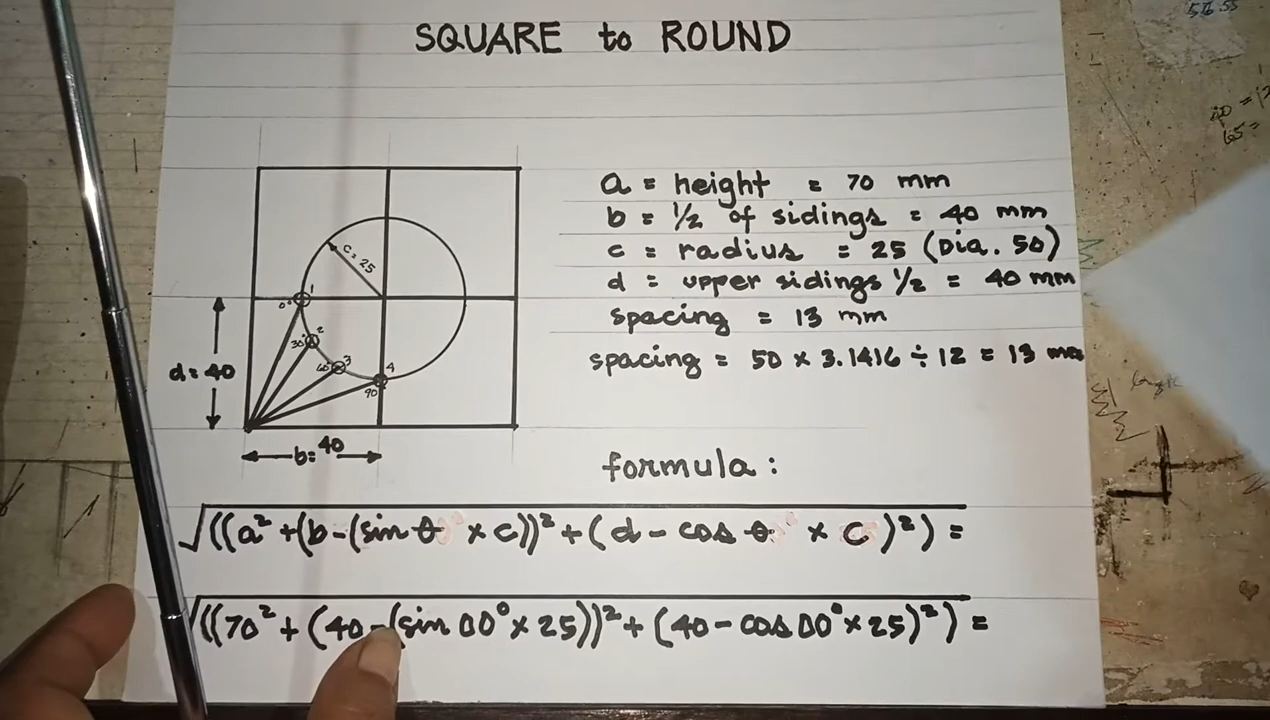 SQUARE to ROUND
a = height = 70 mm
b = 1/2 of sidings = 40 mm
c = radius = 25 (Dia. 50)
d = upper sidings 1/2 = 40 mm
spacing = 13 mm
spacing = 50 × 3.1416 ÷ 12 = 13 mm
c = 25
0° 1
30° 2
60 3
90 4
d = 40
b = 40
formula :
√((a² + (b - (sin θ × c))² + (d - cos θ × c)²) =
√((70² + (40 - (sin 00° × 25))² + (40 - cos 00° × 25)²) =